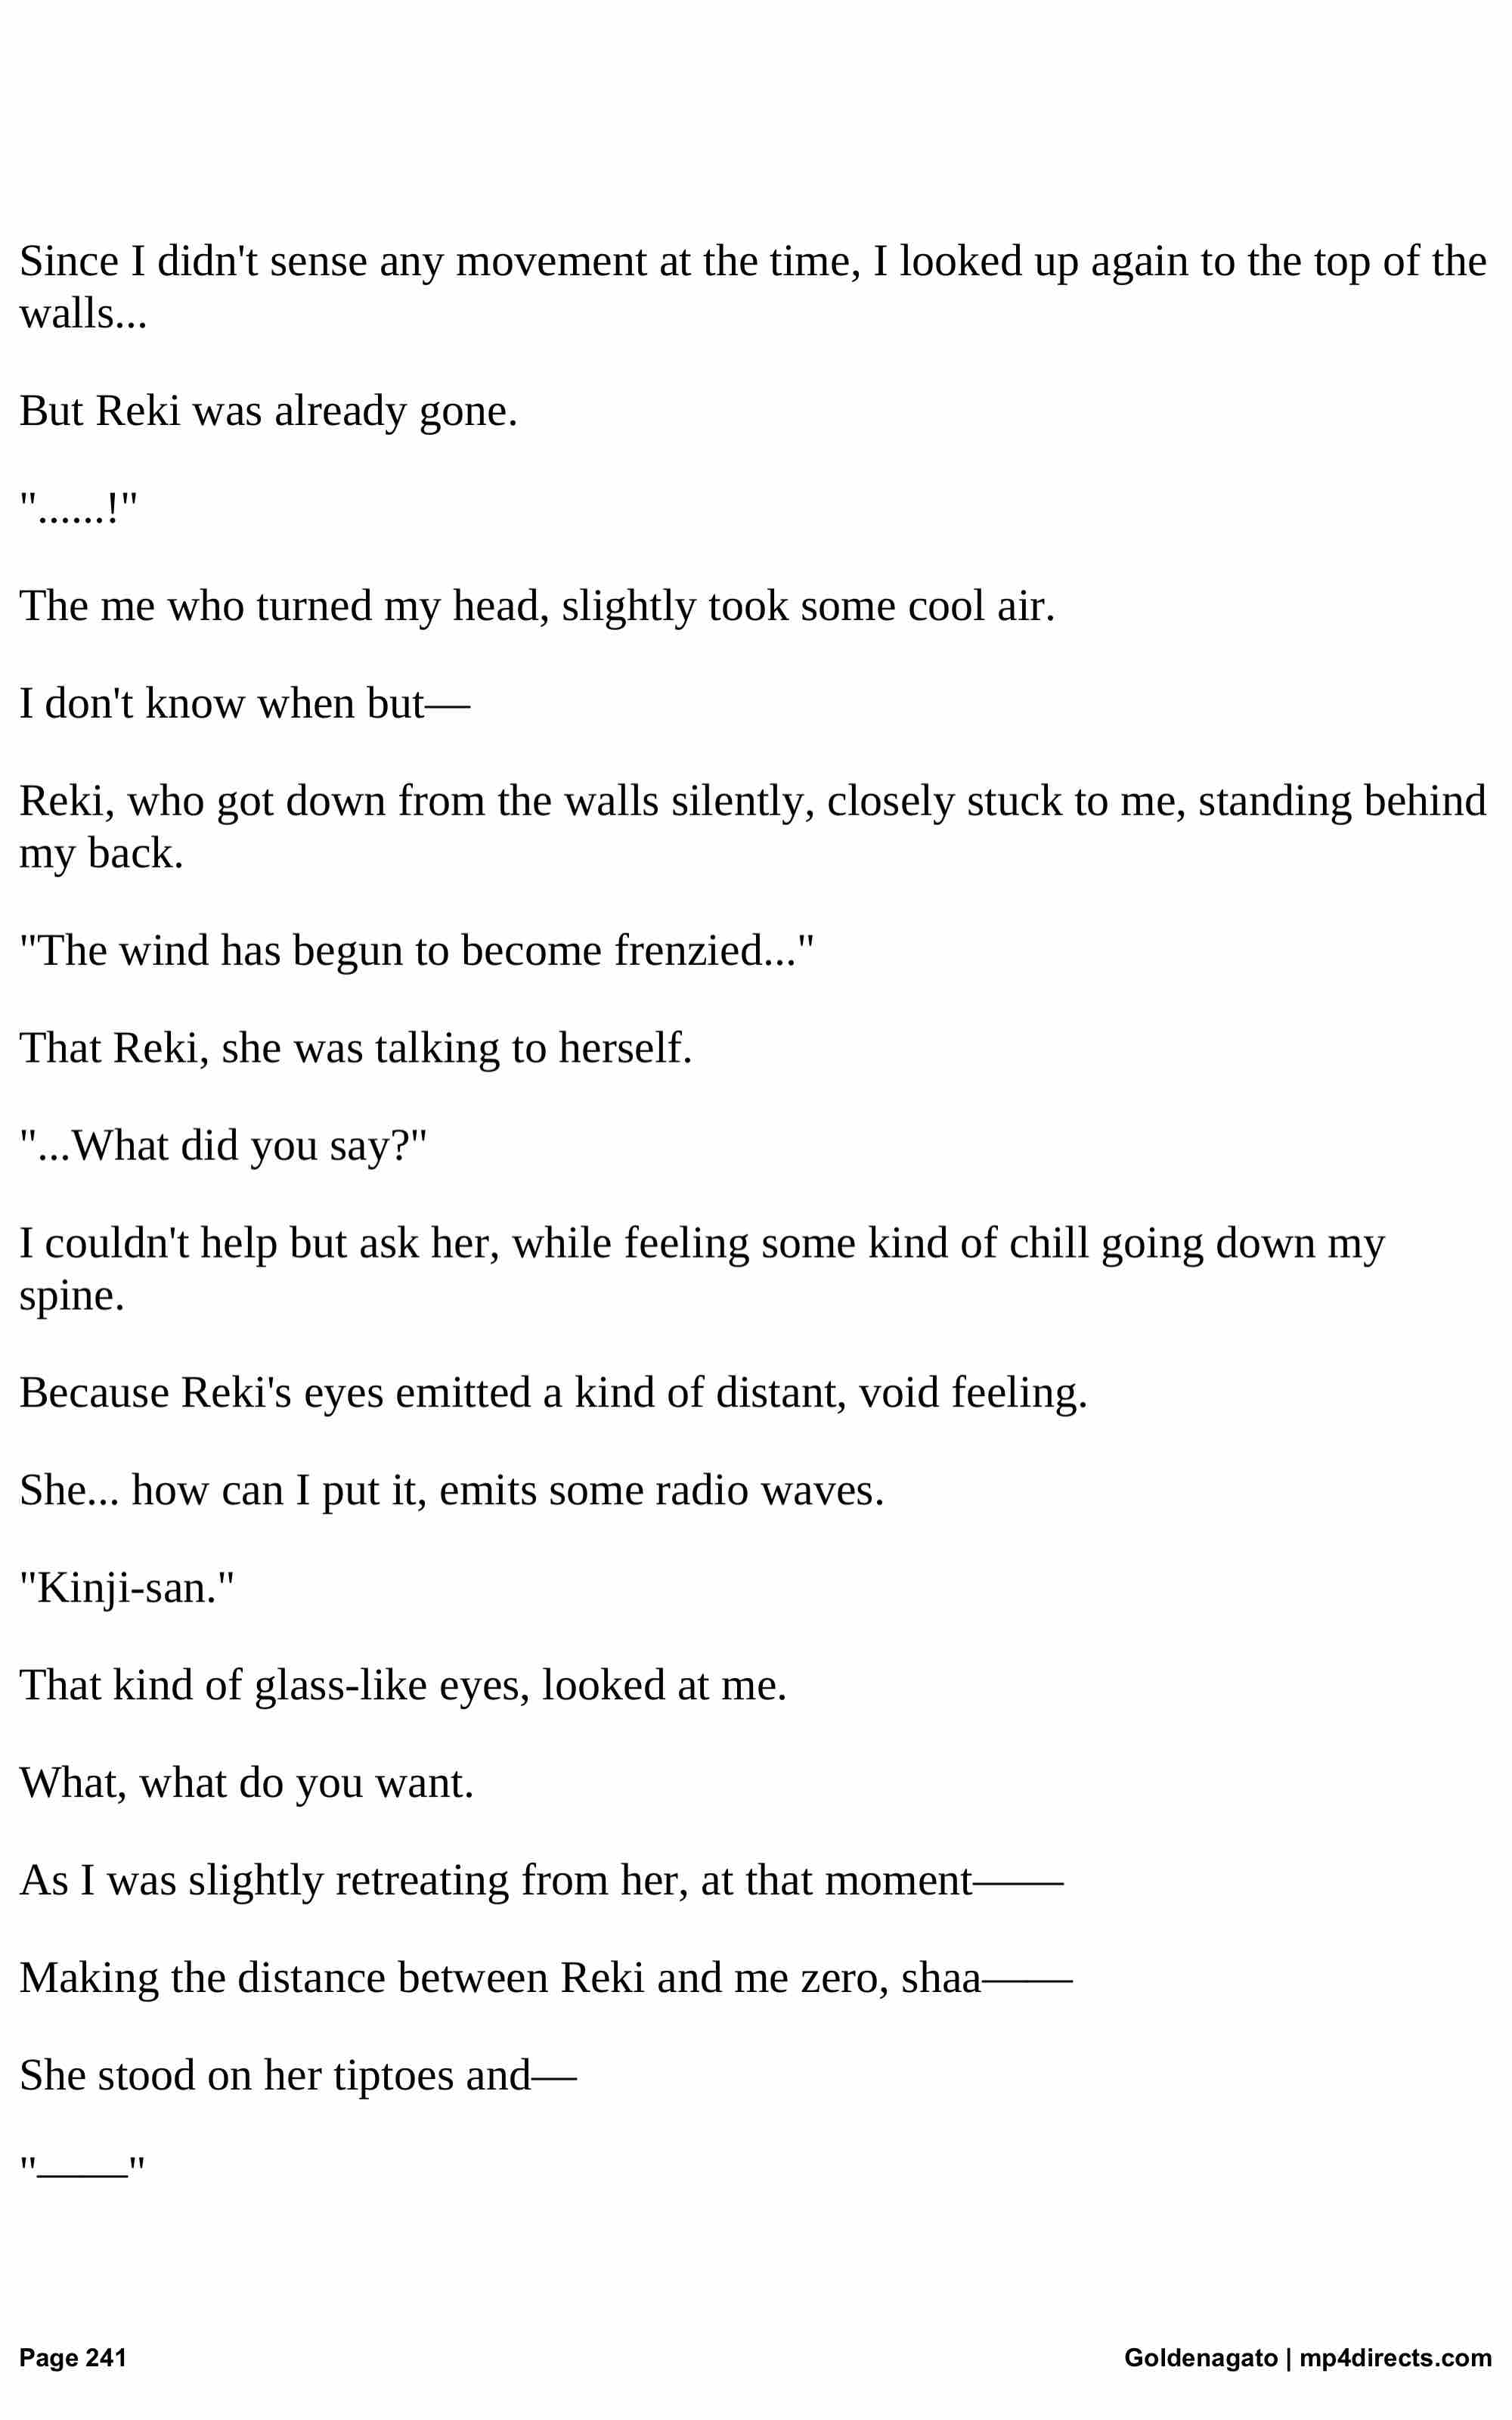 Since I didn't sense any movement at the time, I looked up again to the top of the
walls...
But Reki was already gone.
"......!"
The me who turned my head, slightly took some cool air.
I don't know when but—
Reki, who got down from the walls silently, closely stuck to me, standing behind
my back.
"The wind has begun to become frenzied..."
That Reki, she was talking to herself.
"...What did you say?"
I couldn't help but ask her, while feeling some kind of chill going down my
spine.
Because Reki's eyes emitted a kind of distant, void feeling.
She... how can I put it, emits some radio waves.
"Kinji-san."
That kind of glass-like eyes, looked at me.
What, what do you want.
As I was slightly retreating from her, at that moment——
Making the distance between Reki and me zero, shaa——
She stood on her tiptoes and—
"——"
Page 241
Goldenagato | mp4directs.com